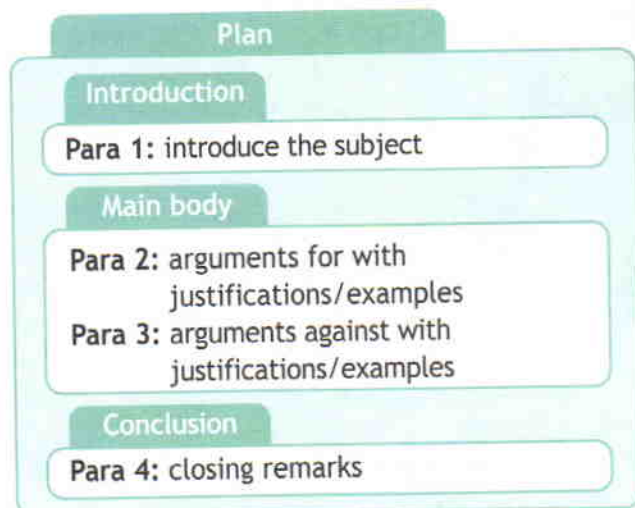 Plan
Introduction
Para 1: introduce the subject
Main body
Para 2: arguments for with
justifications/examples
Para 3: arguments against with
justifications/examples
Conclusion
Para 4: closing remarks